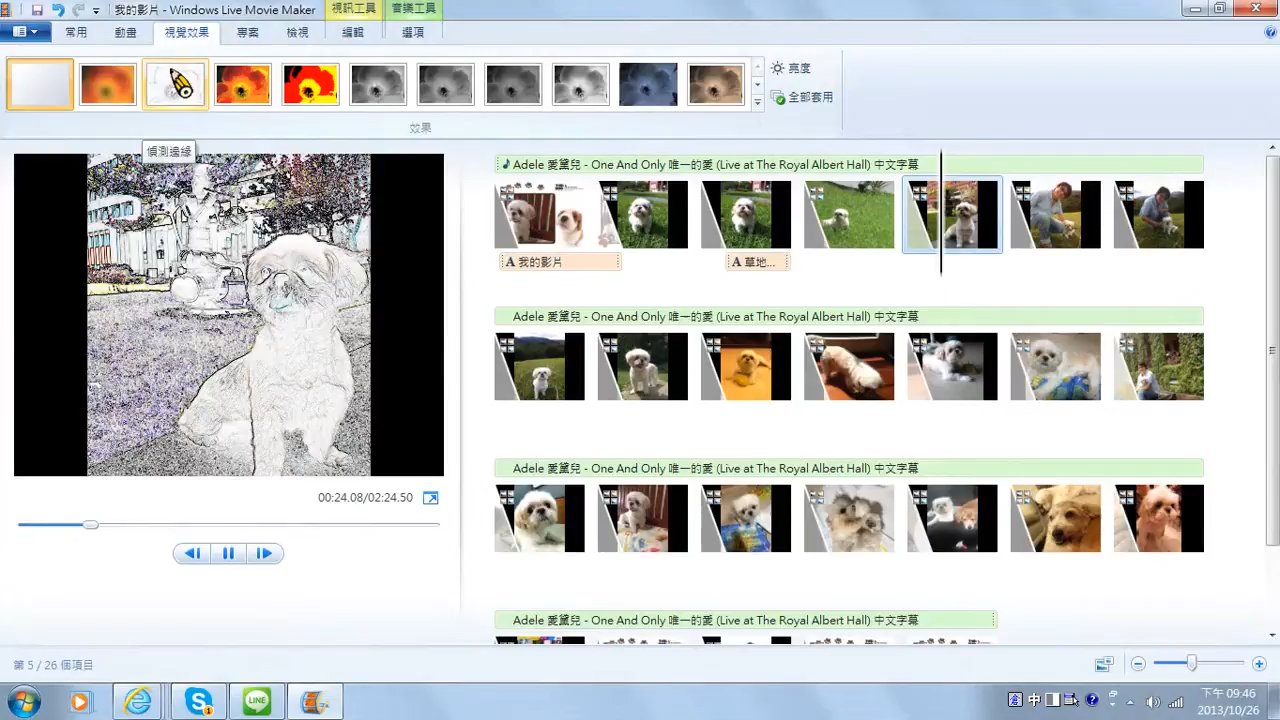 我的影片 - Windows Live Movie Maker
視訊工具
音樂工具
常用
動畫
視覺效果
專案
檢視
編輯
選項
亮度
全部套用
效果
偵測邊緣
Adele 愛黛兒 - One And Only 唯一的愛 (Live at The Royal Albert Hall) 中文字幕
A 我的影片
A 草地...
Adele 愛黛兒 - One And Only 唯一的愛 (Live at The Royal Albert Hall) 中文字幕
Adele 愛黛兒 - One And Only 唯一的愛 (Live at The Royal Albert Hall) 中文字幕
Adele 愛黛兒 - One And Only 唯一的愛 (Live at The Royal Albert Hall) 中文字幕
00:24.08/02:24.50
第 5 / 26 個項目
LINE
中
下午 09:46
2013/10/26